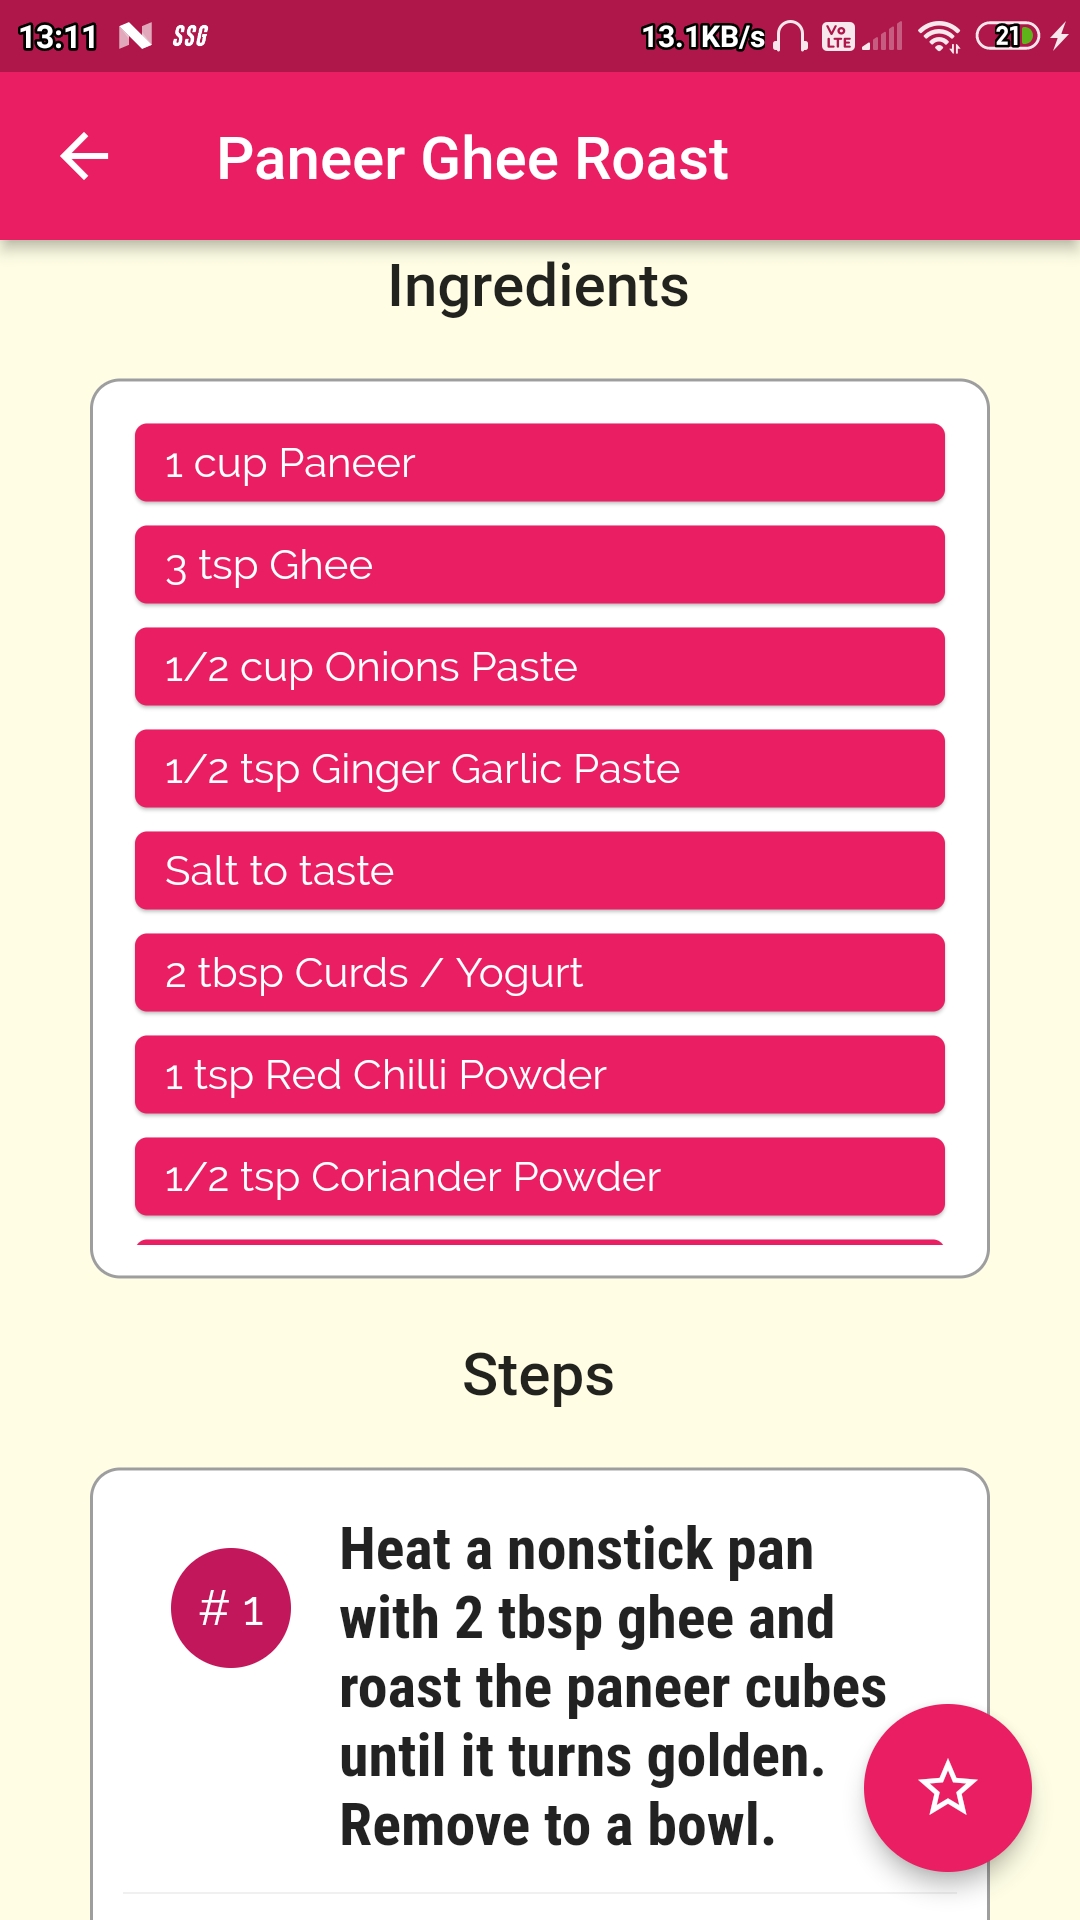 13:11 SSG 13.1KB/s Vo LTE 21
Paneer Ghee Roast
Ingredients
1 cup Paneer
3 tsp Ghee
1/2 cup Onions Paste
1/2 tsp Ginger Garlic Paste
Salt to taste
2 tbsp Curds / Yogurt
1 tsp Red Chilli Powder
1/2 tsp Coriander Powder
Steps
# 1
Heat a nonstick pan
with 2 tbsp ghee and
roast the paneer cubes
until it turns golden.
Remove to a bowl.